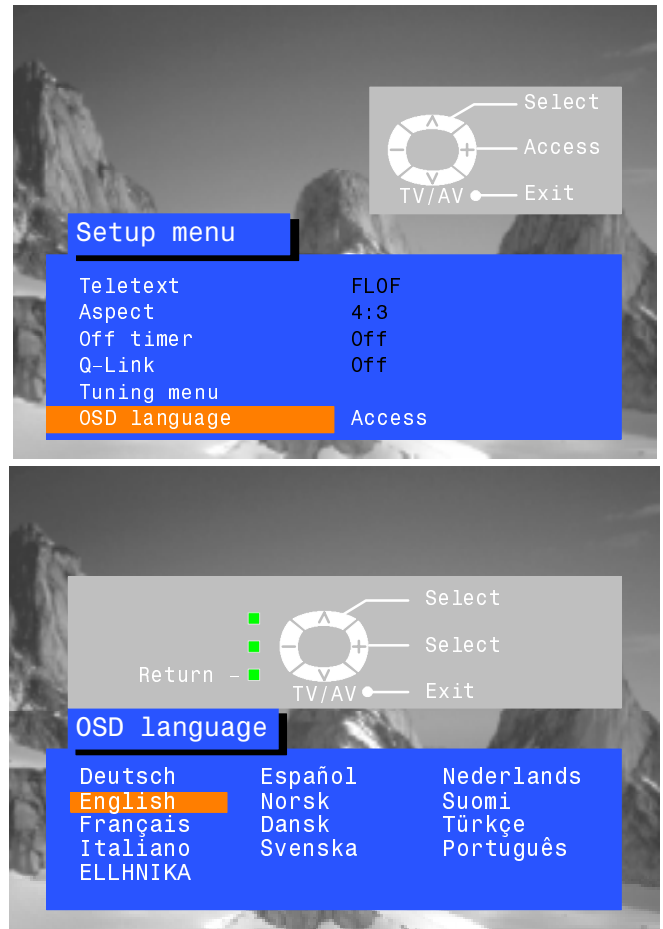 Select
Access
TV/AV Exit
Setup menu
Teletext FLOF
Aspect 4:3
Off timer Off
Q-Link Off
Tuning menu
OSD language Access
Select
Select
Return -
TV/AV Exit
OSD language
Deutsch Español Nederlands
English Norsk Suomi
Français Dansk Türkçe
Italiano Svenska Português
ELLHNIKA